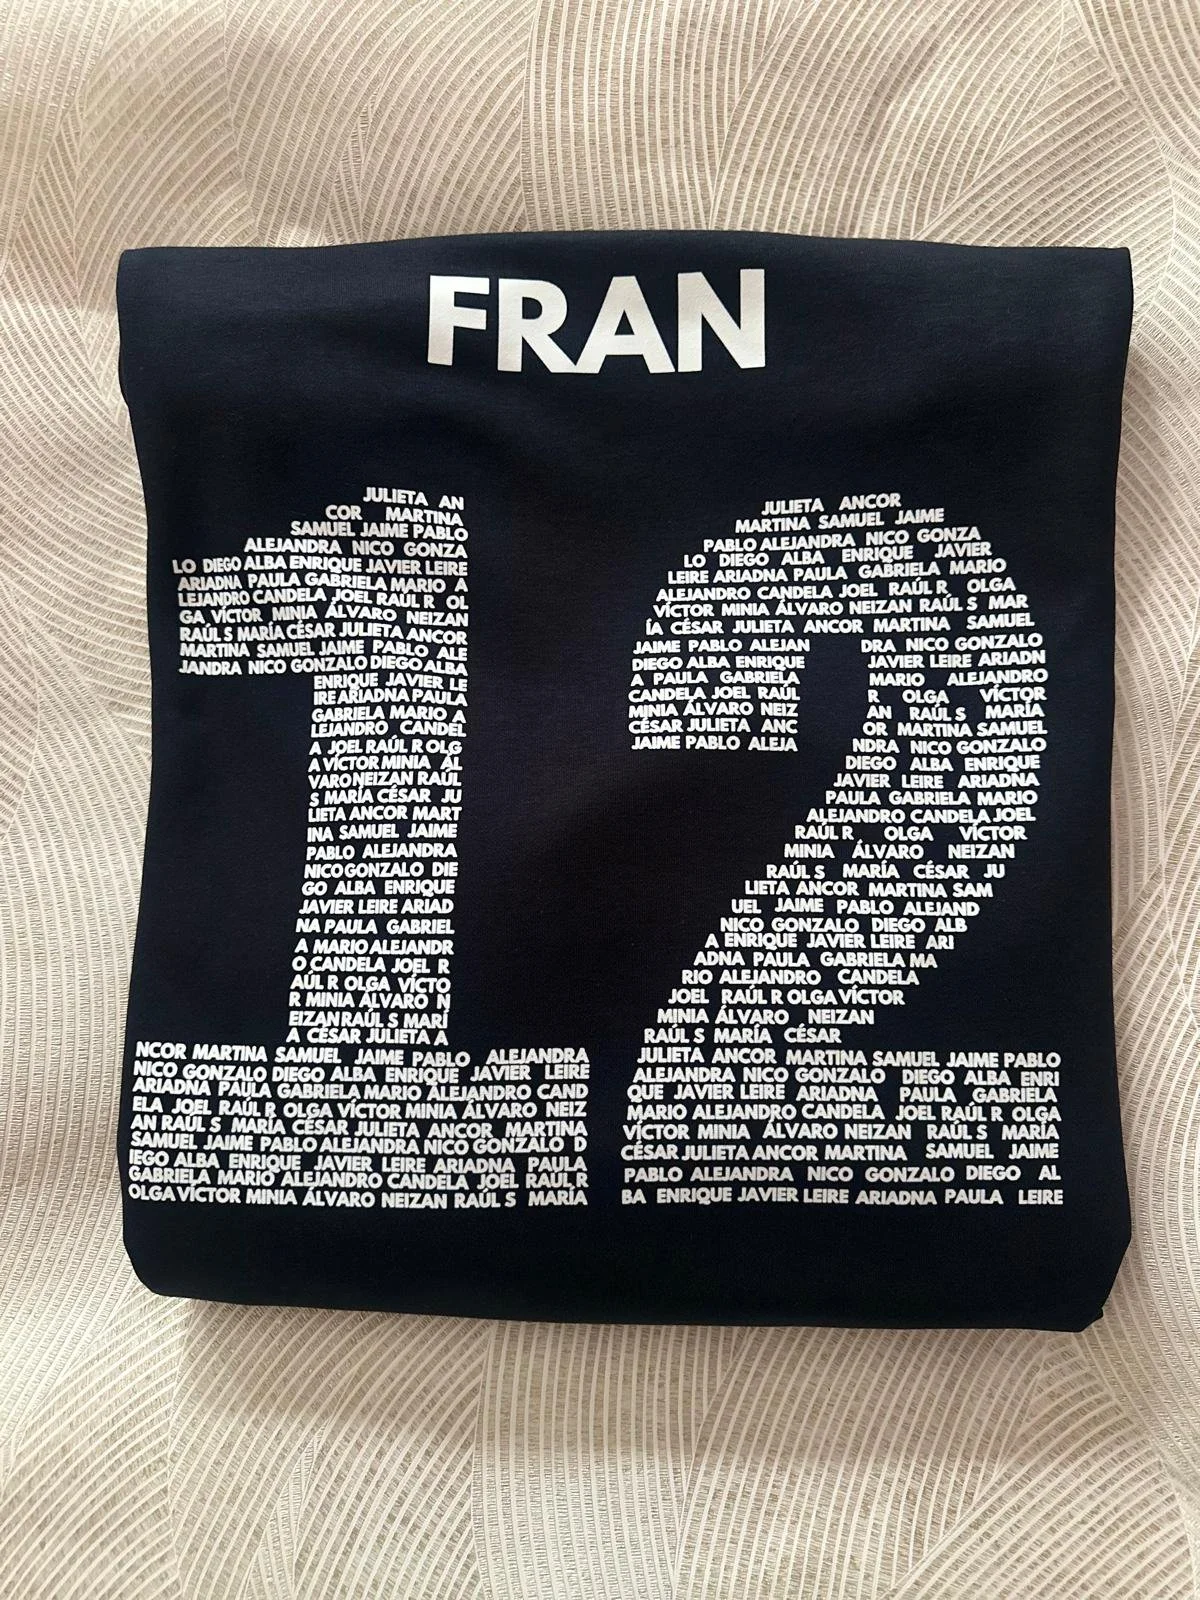 FRAN
JULIETA AN
COR MARTINA
SAMUEL JAIME PABLO
ALEJANDRA NICO GONZA
LO DIEGO ALBA ENRIQUE JAVIER LEIRE
ARIADNA PAULA GABRIELA MARIO A
LEJANDRO CANDELA JOEL RAÚL R OL
GA VÍCTOR MINIA ÁLVARO NEIZAN
RAÚL S MARÍA CÉSAR JULIETA ANCOR
MARTINA SAMUEL JAIME PABLO ALE
JANDRA NICO GONZALO DIEGO ALBA
ENRIQUE JAVIER LE
IRE ARIADNA PAULA
GABRIELA MARIO A
LEJANDRO CANDEL
A JOEL RAÚL R OLG
A VÍCTOR MINIA ÁL
VARO NEIZAN RAÚL
S MARÍA CÉSAR JU
LIETA ANCOR MART
INA SAMUEL JAIME
PABLO ALEJANDRA
NICO GONZALO DIE
GO ALBA ENRIQUE
JAVIER LEIRE ARIAD
NA PAULA GABRIEL
A MARIO ALEJANDR
O CANDELA JOEL R
AÚL R OLGA VÍCTO
R MINIA ÁLVARO N
EIZAN RAÚL S MARÍ
A CÉSAR JULIETA A
NCOR MARTINA SAMUEL JAIME PABLO ALEJANDRA
NICO GONZALO DIEGO ALBA ENRIQUE JAVIER LEIRE
ARIADNA PAULA GABRIELA MARIO ALEJANDRO CAND
ELA JOEL RAÚL R OLGA VÍCTOR MINIA ÁLVARO NEIZ
AN RAÚL S MARÍA CÉSAR JULIETA ANCOR MARTINA
SAMUEL JAIME PABLO ALEJANDRA NICO GONZALO D
IEGO ALBA ENRIQUE JAVIER LEIRE ARIADNA PAULA
GABRIELA MARIO ALEJANDRO CANDELA JOEL RAÚL R
OLGA VÍCTOR MINIA ÁLVARO NEIZAN RAÚL S MARÍA
JULIETA ANCOR
MARTINA SAMUEL JAIME
PABLO ALEJANDRA NICO GONZA
LO DIEGO ALBA ENRIQUE JAVIER
LEIRE ARIADNA PAULA GABRIELA MARIO
ALEJANDRO CANDELA JOEL RAÚL R OLGA
VÍCTOR MINIA ÁLVARO NEIZAN RAÚL S MAR
ÍA CÉSAR JULIETA ANCOR MARTINA SAMUEL
JAIME PABLO ALEJAN DRA NICO GONZALO
DIEGO ALBA ENRIQUE JAVIER LEIRE ARIADN
A PAULA GABRIELA MARIO ALEJANDRO
CANDELA JOEL RAÚL R OLGA VÍCTOR
MINIA ÁLVARO NEIZ AN RAÚL S MARÍA
CÉSAR JULIETA ANC OR MARTINA SAMUEL
JAIME PABLO ALEJA NDRA NICO GONZALO
DIEGO ALBA ENRIQUE
JAVIER LEIRE ARIADNA
PAULA GABRIELA MARIO
ALEJANDRO CANDELA JOEL
RAÚL R OLGA VÍCTOR
MINIA ÁLVARO NEIZAN
RAÚL S MARÍA CÉSAR JU
LIETA ANCOR MARTINA SAM
UEL JAIME PABLO ALEJAND
NICO GONZALO DIEGO ALB
A ENRIQUE JAVIER LEIRE ARI
ADNA PAULA GABRIELA MA
RIO ALEJANDRO CANDELA
JOEL RAÚL R OLGA VÍCTOR
MINIA ÁLVARO NEIZAN
RAÚL S MARÍA CÉSAR
JULIETA ANCOR MARTINA SAMUEL JAIME PABLO
ALEJANDRA NICO GONZALO DIEGO ALBA ENRI
QUE JAVIER LEIRE ARIADNA PAULA GABRIELA
MARIO ALEJANDRO CANDELA JOEL RAÚL R OLGA
VÍCTOR MINIA ÁLVARO NEIZAN RAÚL S MARÍA
CÉSAR JULIETA ANCOR MARTINA SAMUEL JAIME
PABLO ALEJANDRA NICO GONZALO DIEGO AL
BA ENRIQUE JAVIER LEIRE ARIADNA PAULA LEIRE